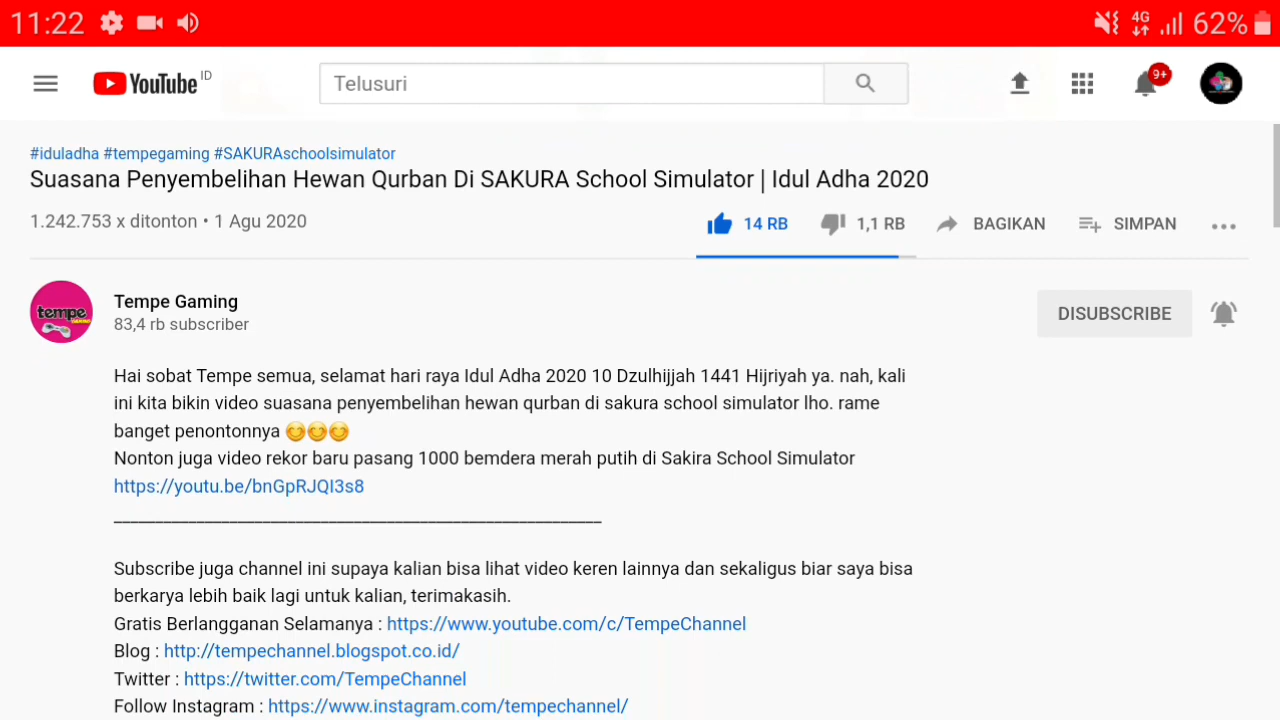 11:22
4G 62%
YouTube ID
Telusuri
9+
#iduladha #tempegaming #SAKURAschoolsimulator
Suasana Penyembelihan Hewan Qurban Di SAKURA School Simulator | Idul Adha 2020
1.242.753 x ditonton • 1 Agu 2020
14 RB 1,1 RB BAGIKAN SIMPAN
tempe
Tempe Gaming
83,4 rb subscriber
DISUBSCRIBE
Hai sobat Tempe semua, selamat hari raya Idul Adha 2020 10 Dzulhijjah 1441 Hijriyah ya. nah, kali
ini kita bikin video suasana penyembelihan hewan qurban di sakura school simulator lho. rame
banget penontonnya 😊😊😊
Nonton juga video rekor baru pasang 1000 bemdera merah putih di Sakira School Simulator
https://youtu.be/bnGpRJQI3s8
___________________________________________________________
Subscribe juga channel ini supaya kalian bisa lihat video keren lainnya dan sekaligus biar saya bisa
berkarya lebih baik lagi untuk kalian, terimakasih.
Gratis Berlangganan Selamanya : https://www.youtube.com/c/TempeChannel
Blog : http://tempechannel.blogspot.co.id/
Twitter : https://twitter.com/TempeChannel
Follow Instagram : https://www.instagram.com/tempechannel/